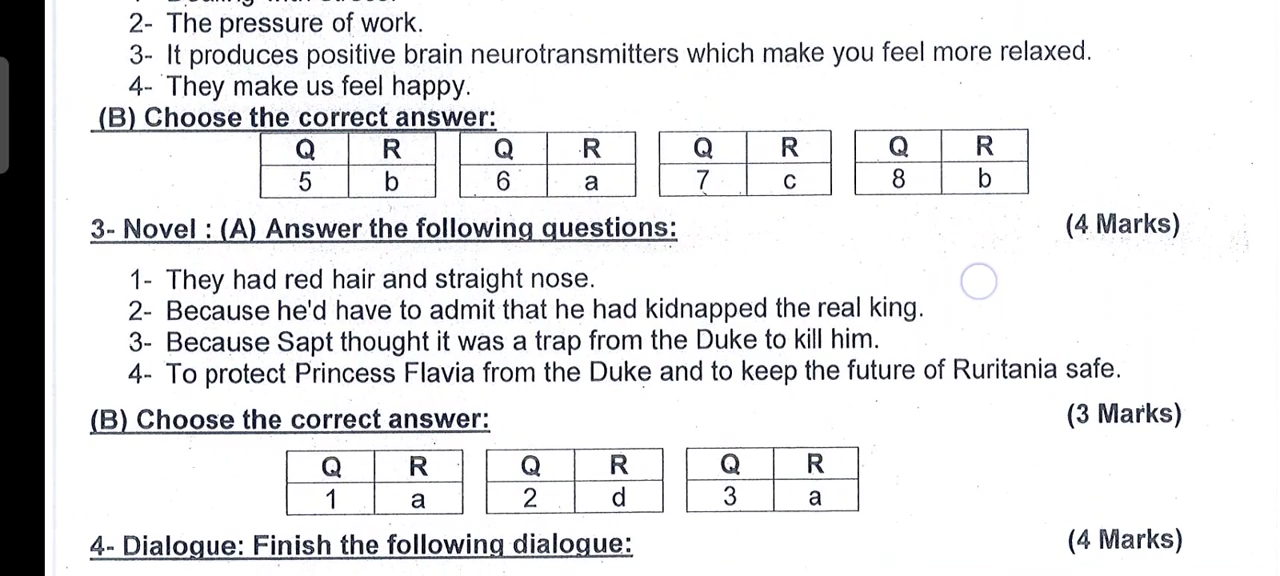 2- The pressure of work.
3- It produces positive brain neurotransmitters which make you feel more relaxed.
4- They make us feel happy.
(B) Choose the correct answer:
Q R Q R Q R Q R
5 b 6 a 7 c 8 b
3- Novel : (A) Answer the following questions: (4 Marks)
1- They had red hair and straight nose.
2- Because he'd have to admit that he had kidnapped the real king.
3- Because Sapt thought it was a trap from the Duke to kill him.
4- To protect Princess Flavia from the Duke and to keep the future of Ruritania safe.
(B) Choose the correct answer: (3 Marks)
Q R Q R Q R
1 a 2 d 3 a
4- Dialogue: Finish the following dialogue: (4 Marks)